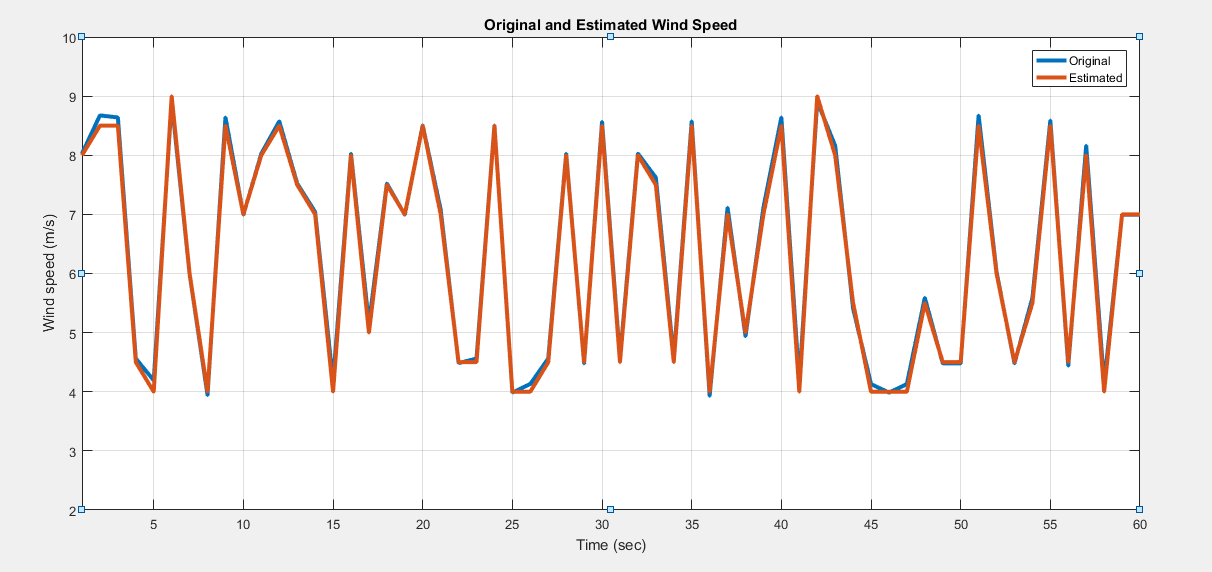 Original and Estimated Wind Speed
Original
Estimated
Wind speed (m/s)
10
9
8
7
6
5
4
3
2
5 10 15 20 25 30 35 40 45 50 55 60
Time (sec)